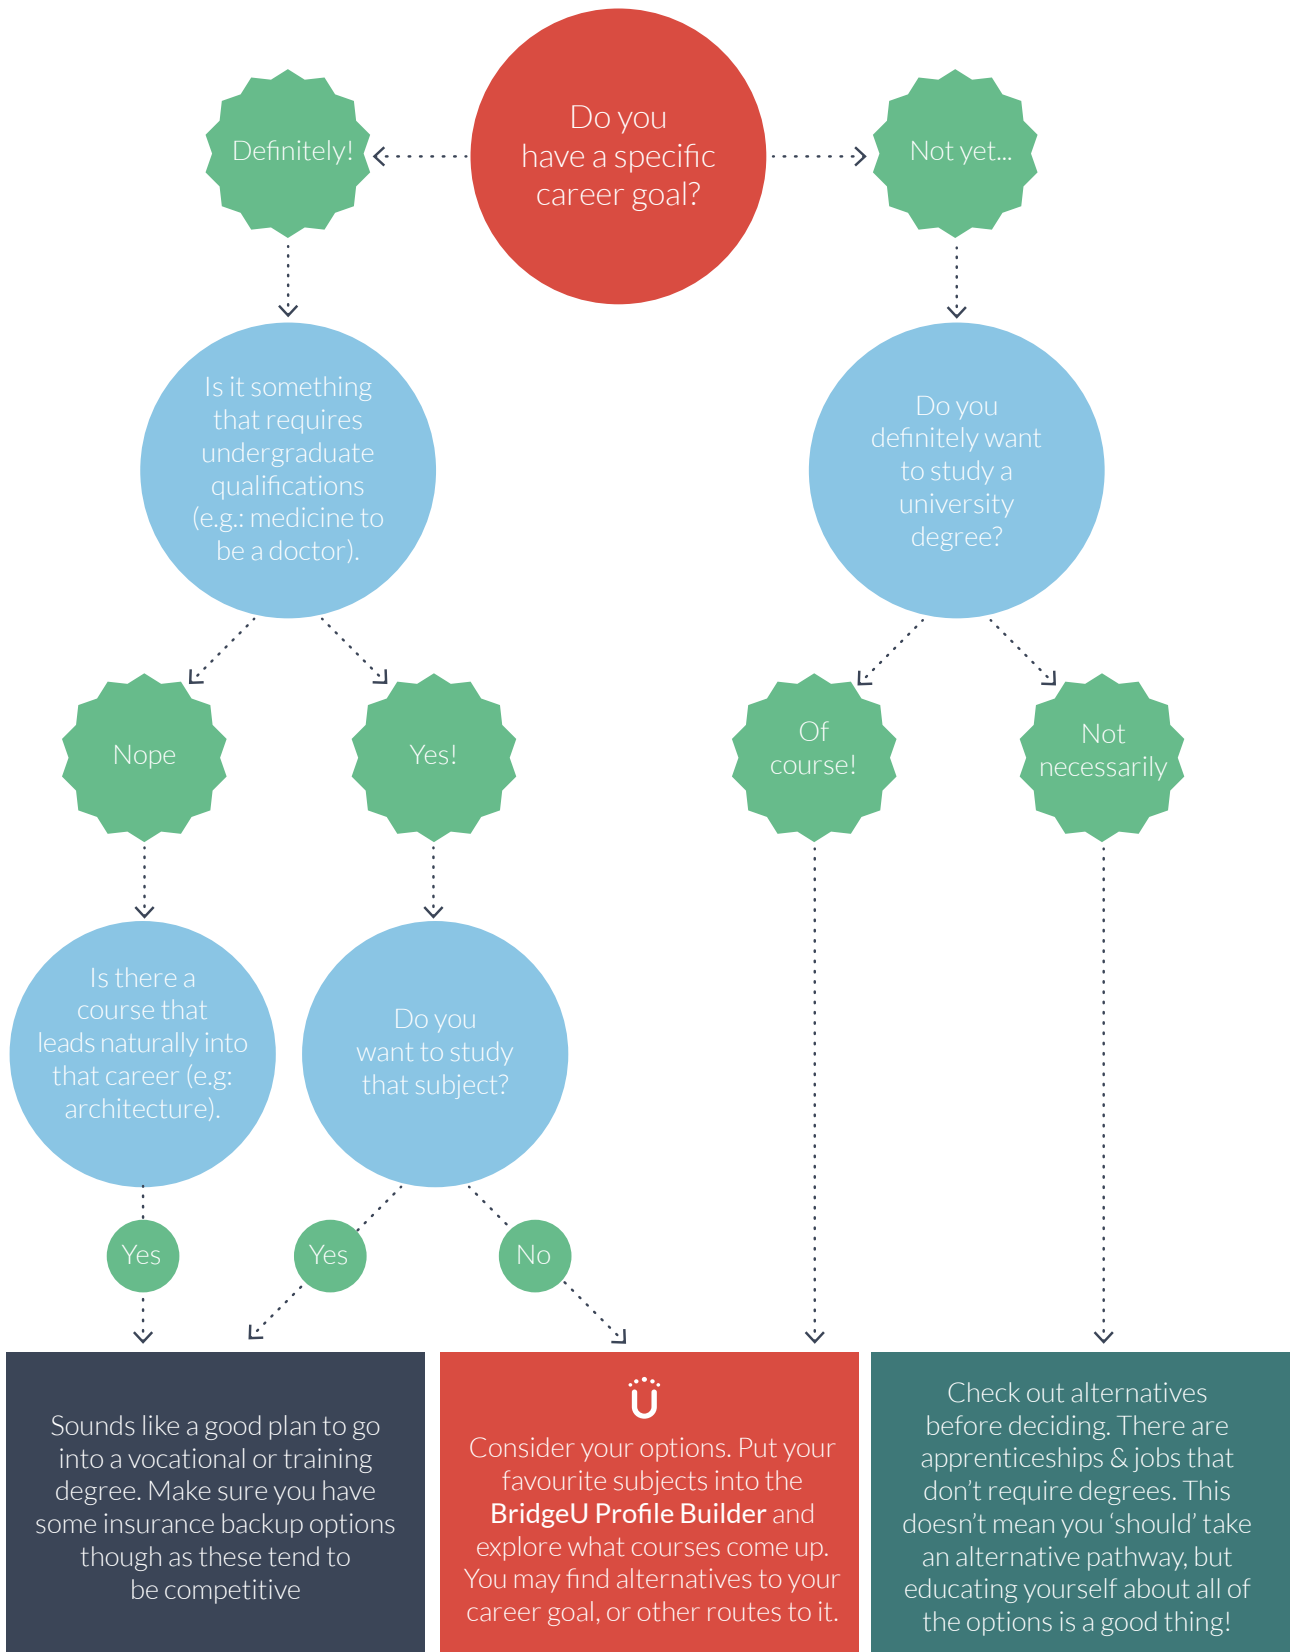 Do you
have a specific
career goal?
Definitely!
Not yet...
Is it something
that requires
undergraduate
qualifications
(e.g.: medicine to
be a doctor).
Do you
definitely want
to study a
university
degree?
Nope
Yes!
Of
course!
Not
necessarily
Is there a
course that
leads naturally into
that career (e.g:
architecture).
Do you
want to study
that subject?
Yes
Yes
No
Sounds like a good plan to go
into a vocational or training
degree. Make sure you have
some insurance backup options
though as these tend to
be competitive
Consider your options. Put your
favourite subjects into the
BridgeU Profile Builder and
explore what courses come up.
You may find alternatives to your
career goal, or other routes to it.
Check out alternatives
before deciding. There are
apprenticeships & jobs that
don’t require degrees. This
doesn’t mean you ‘should’ take
an alternative pathway, but
educating yourself about all of
the options is a good thing!